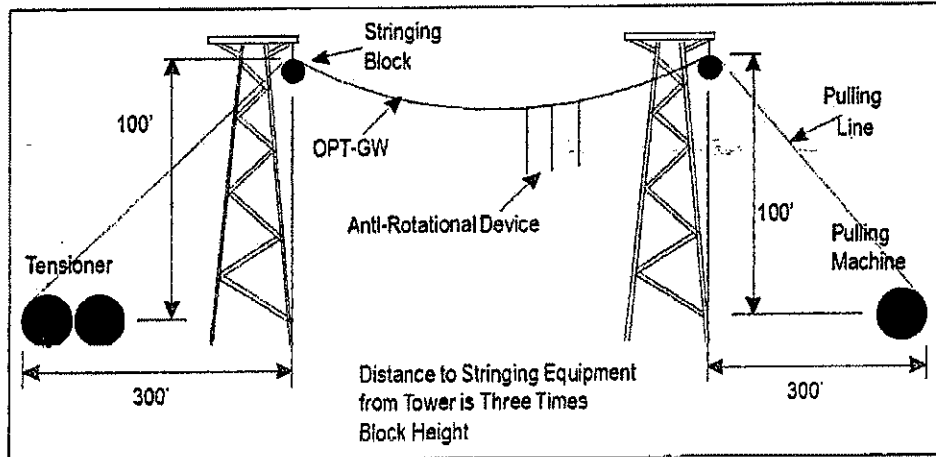 Stringing
Block
100'
OPT-GW
Pulling
Line
Anti-Rotational Device
100'
Tensioner
Pulling
Machine
300'
Distance to Stringing Equipment
from Tower is Three Times
Block Height
300'